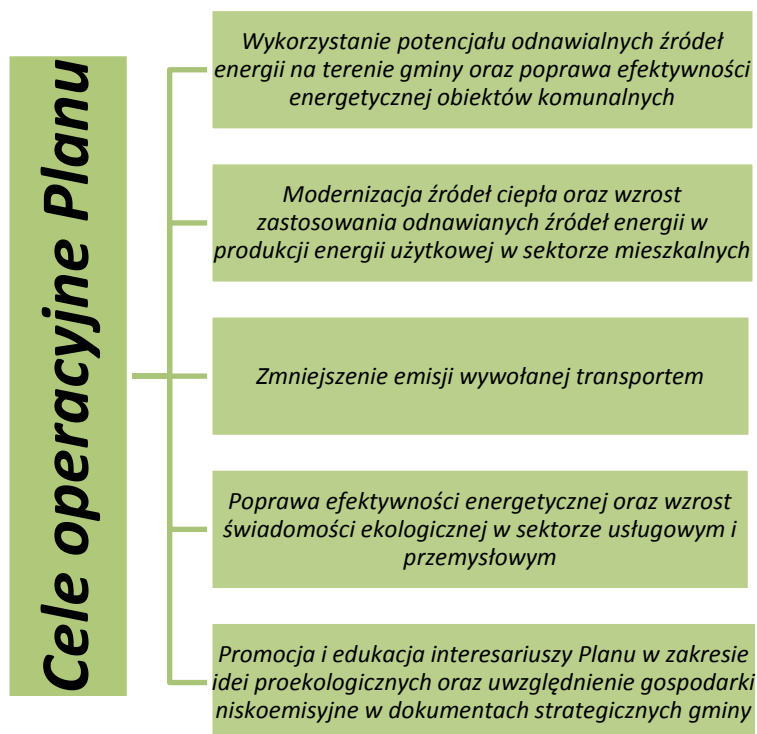 Cele operacyjne Planu
Wykorzystanie potencjału odnawialnych źródeł
energii na terenie gminy oraz poprawa efektywności
energetycznej obiektów komunalnych
Modernizacja źródeł ciepła oraz wzrost
zastosowania odnawianych źródeł energii w
produkcji energii użytkowej w sektorze mieszkalnych
Zmniejszenie emisji wywołanej transportem
Poprawa efektywności energetycznej oraz wzrost
świadomości ekologicznej w sektorze usługowym i
przemysłowym
Promocja i edukacja interesariuszy Planu w zakresie
idei proekologicznych oraz uwzględnienie gospodarki
niskoemisyjne w dokumentach strategicznych gminy